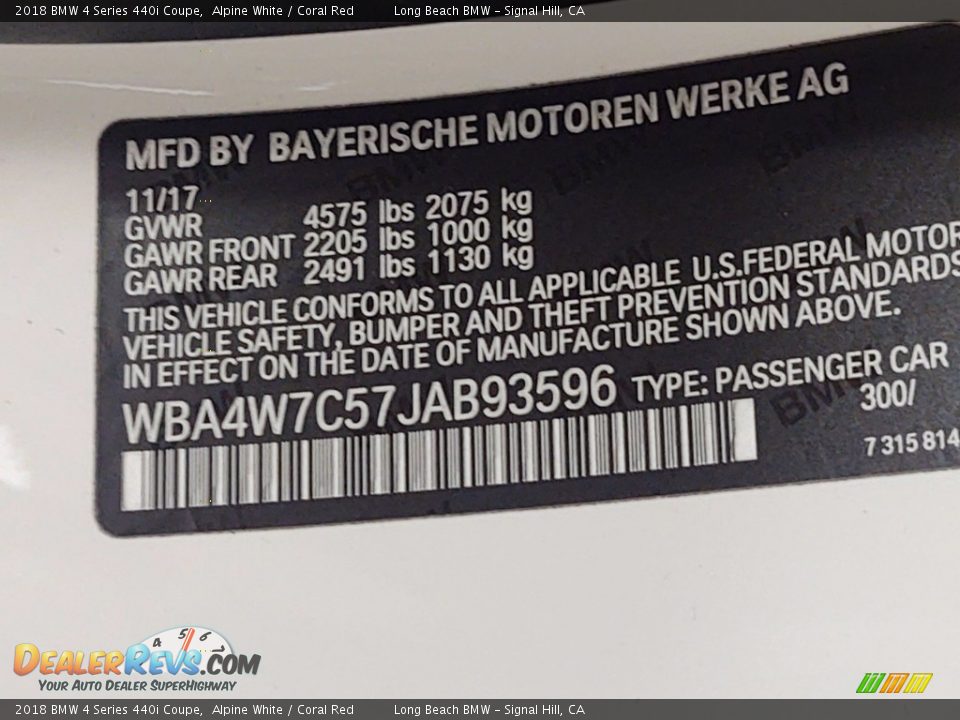 2018 BMW 4 Series 440i Coupe,  Alpine White / Coral Red  Long Beach BMW - Signal Hill, CA
MFD BY BAYERISCHE MOTOREN WERKE AG
11/17
GVWR 4575 lbs 2075 kg
GAWR FRONT 2205 lbs 1000 kg
GAWR REAR 2491 lbs 1130 kg
THIS VEHICLE CONFORMS TO ALL APPLICABLE U.S.FEDERAL MOTOR
VEHICLE SAFETY, BUMPER AND THEFT PREVENTION STANDARDS
IN EFFECT ON THE DATE OF MANUFACTURE SHOWN ABOVE.
WBA4W7C57JAB93596 TYPE: PASSENGER CAR
300/
7 315 814
4 5 6 7
DEALERREVS.COM
YOUR AUTO DEALER SUPERHIGHWAY
2018 BMW 4 Series 440i Coupe,  Alpine White / Coral Red  Long Beach BMW - Signal Hill, CA